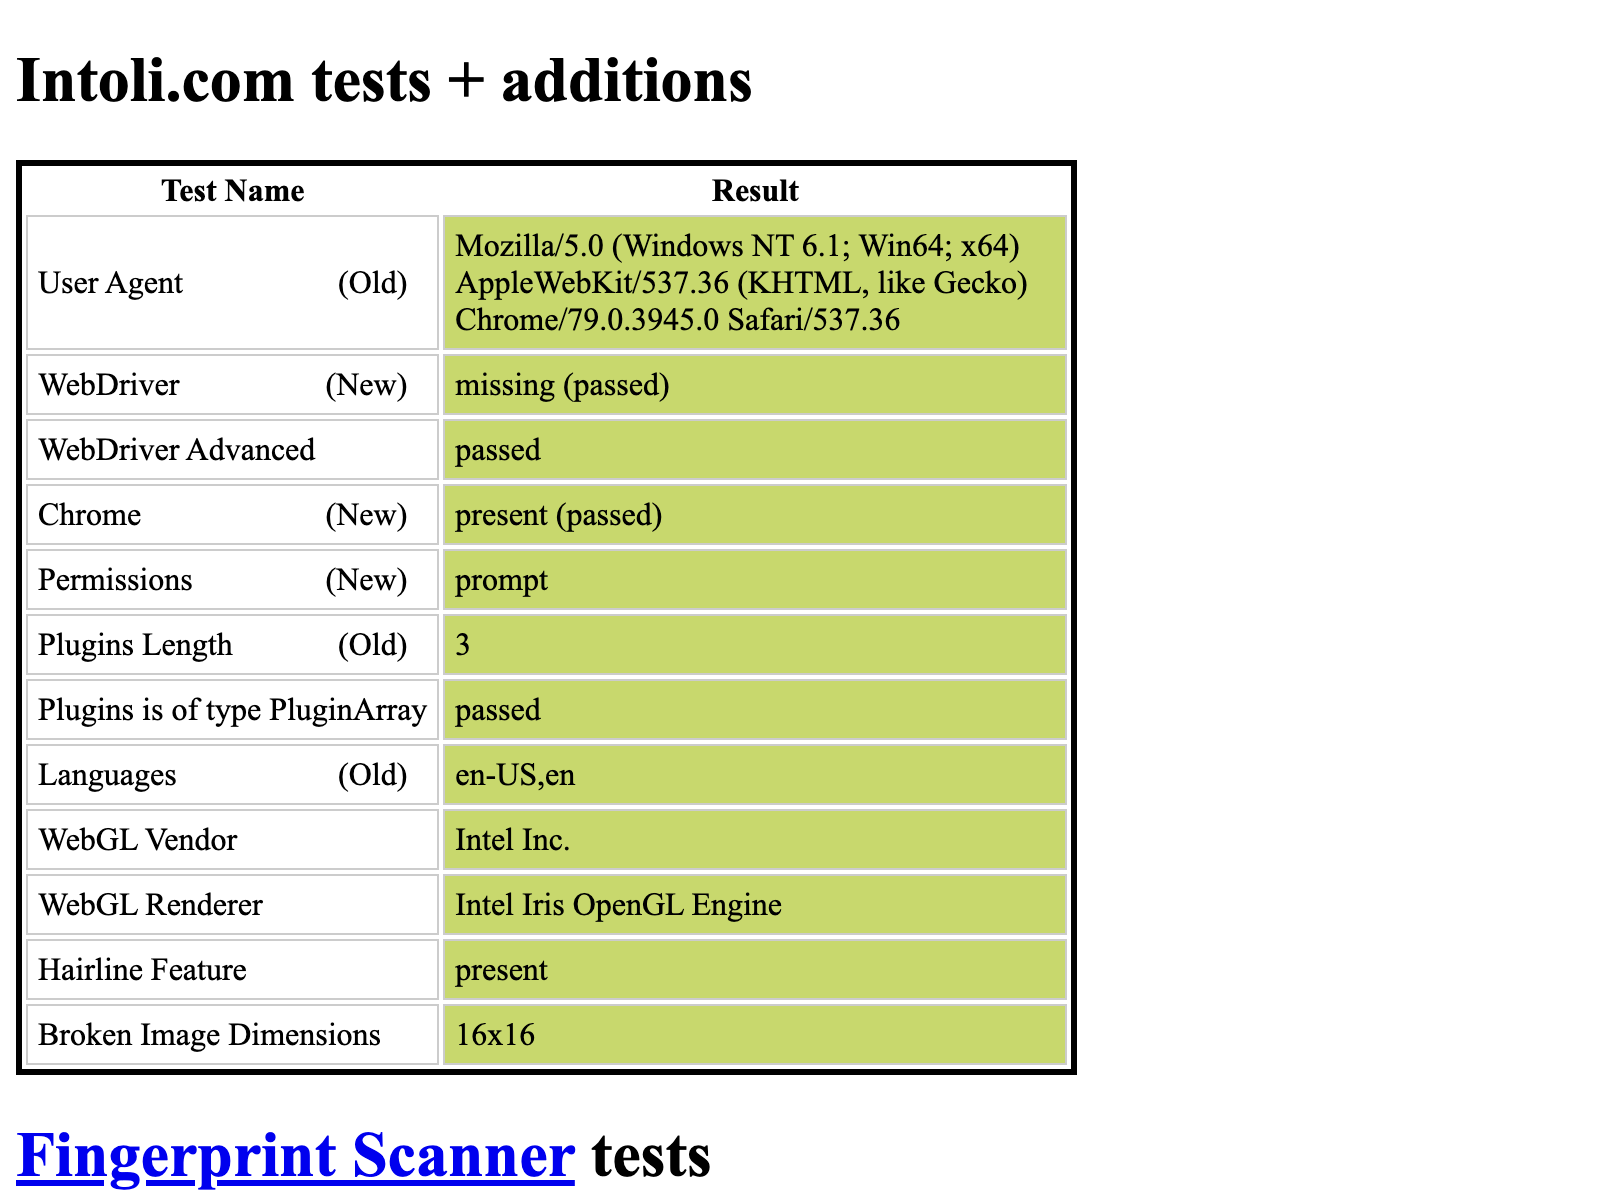 Intoli.com tests + additions
Test Name Result
User Agent (Old) Mozilla/5.0 (Windows NT 6.1; Win64; x64)
AppleWebKit/537.36 (KHTML, like Gecko)
Chrome/79.0.3945.0 Safari/537.36
WebDriver (New) missing (passed)
WebDriver Advanced passed
Chrome (New) present (passed)
Permissions (New) prompt
Plugins Length (Old) 3
Plugins is of type PluginArray passed
Languages (Old) en-US,en
WebGL Vendor Intel Inc.
WebGL Renderer Intel Iris OpenGL Engine
Hairline Feature present
Broken Image Dimensions 16x16
Fingerprint Scanner tests